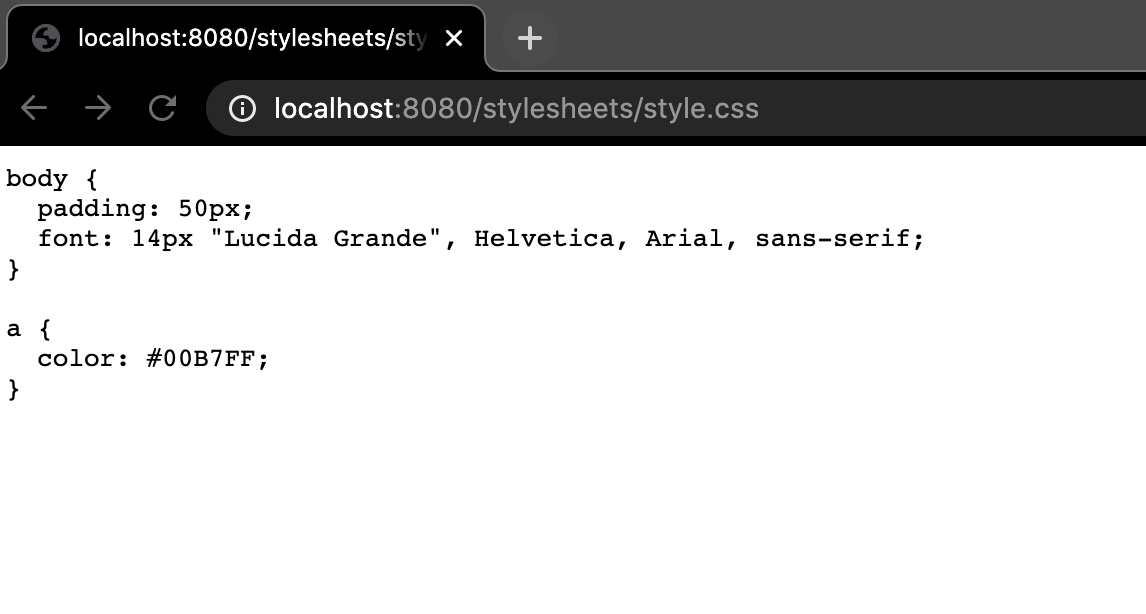 localhost:8080/stylesheets/sty
localhost:8080/stylesheets/style.css
body {
  padding: 50px;
  font: 14px "Lucida Grande", Helvetica, Arial, sans-serif;
}

a {
  color: #00B7FF;
}